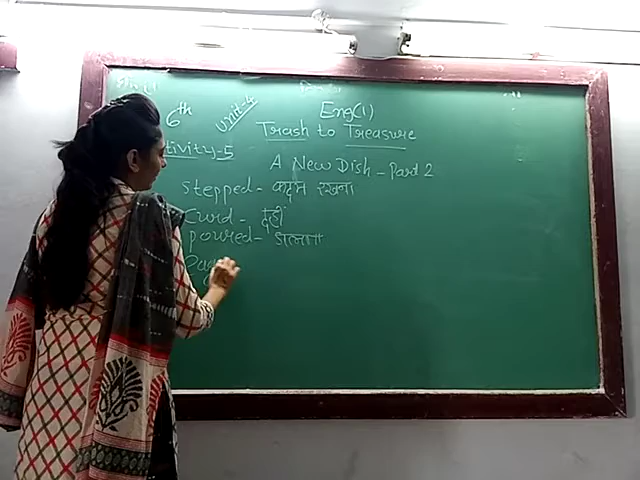 6th
unit-4
Eng(1)
Trash to Treasure
tivity-5
A New Dish - Part 2
stepped - कदम रखना
Curd - दही
poured - डालना